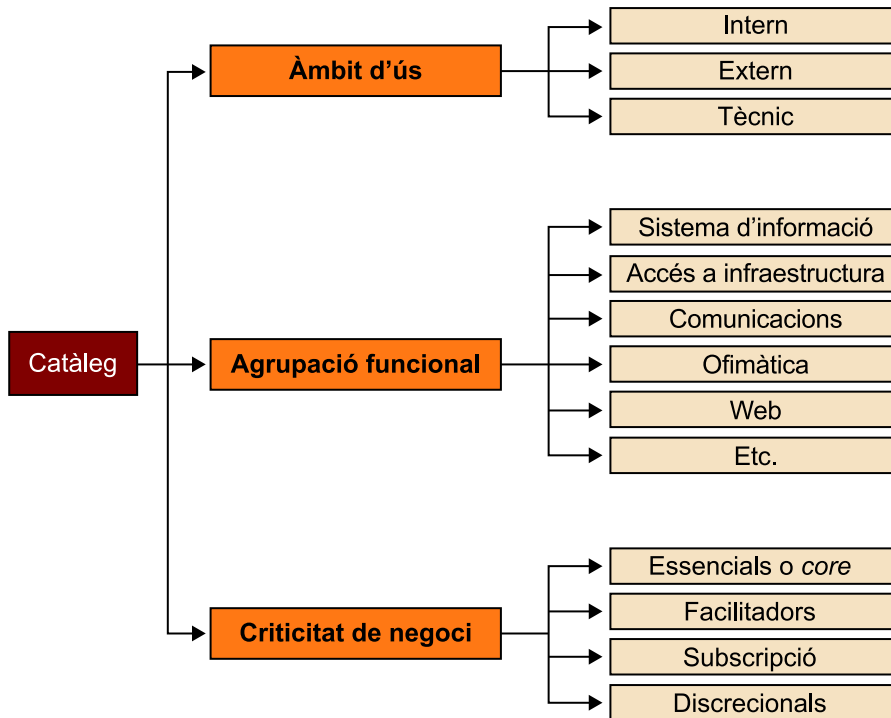 Catàleg
Àmbit d’ús
Intern
Extern
Tècnic
Agrupació funcional
Sistema d’informació
Accés a infraestructura
Comunicacions
Ofimàtica
Web
Etc.
Criticitat de negoci
Essencials o core
Facilitadors
Subscripció
Discrecionals